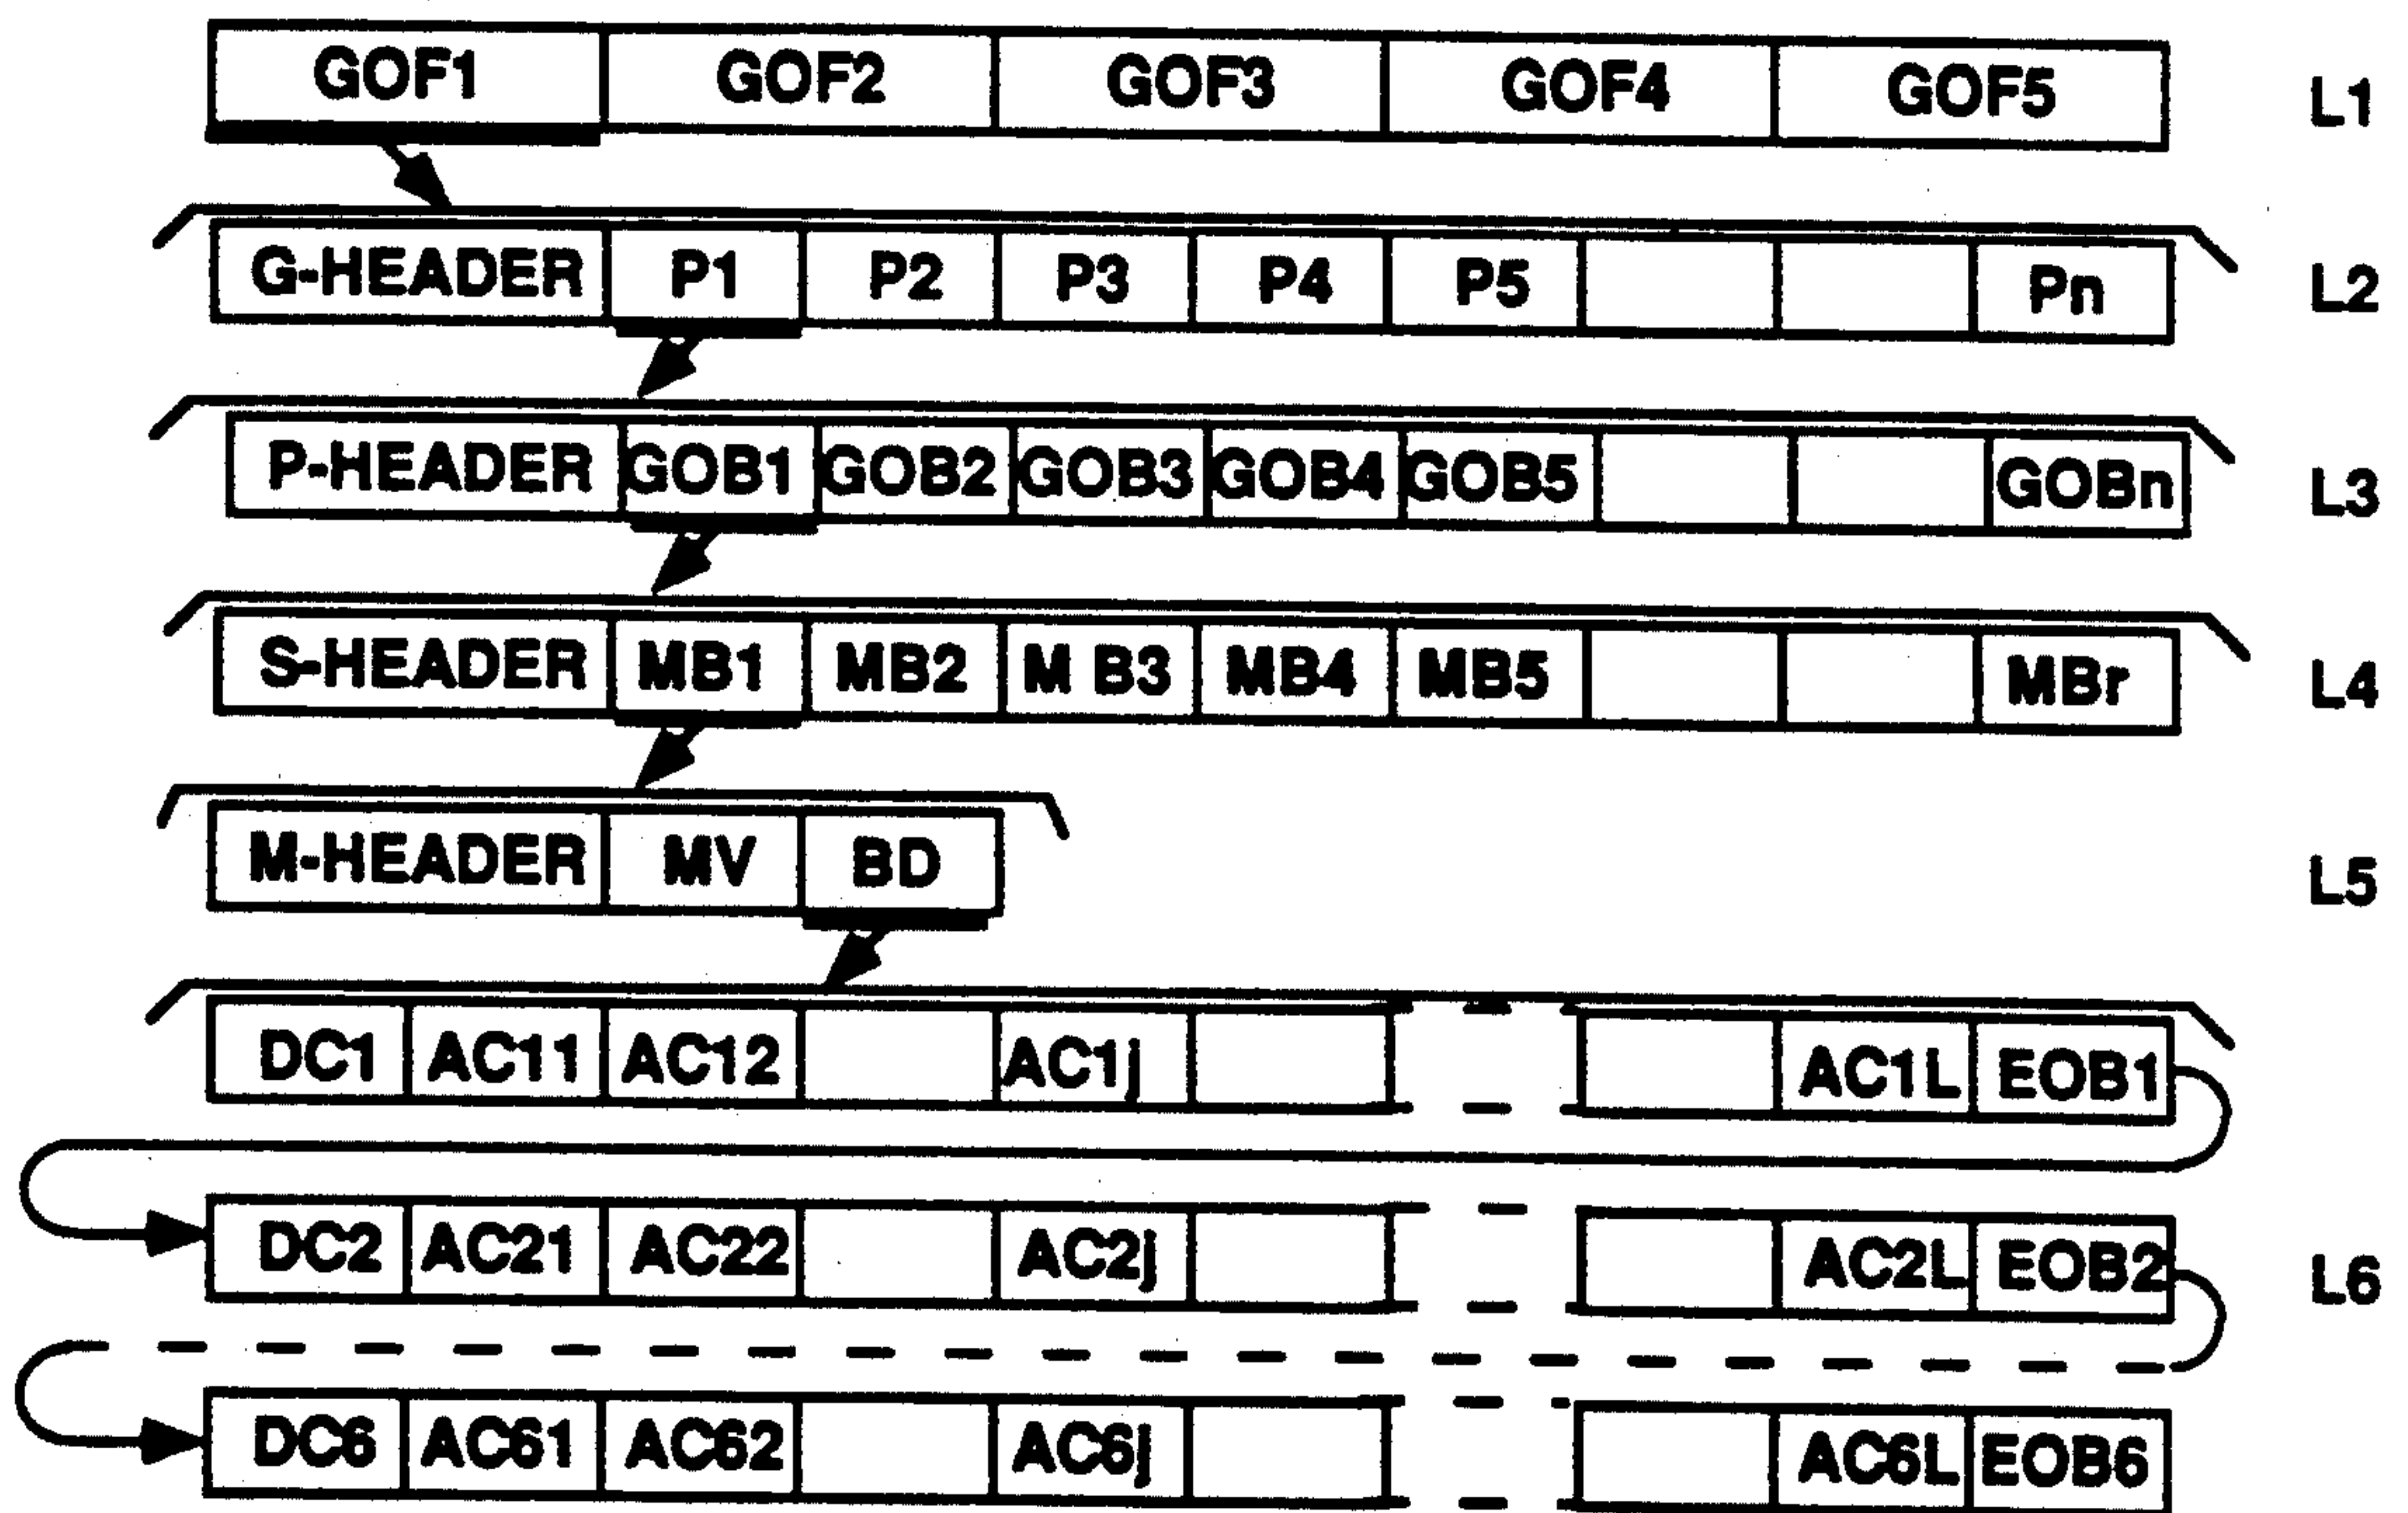 GOF1 GOF2 GOF3 GOF4 GOF5 L1
G-HEADER P1 P2 P3 P4 P5 Pn L2
P-HEADER GOB1 GOB2 GOB3 GOB4 GOB5 GOBn L3
S-HEADER MB1 MB2 M B3 MB4 MB5 MBr L4
M-HEADER MV BD L5
DC1 AC11 AC12 AC1j AC1L EOB1
DC2 AC21 AC22 AC2j AC2L EOB2 L6
DC6 AC61 AC62 AC6j AC6L EOB6